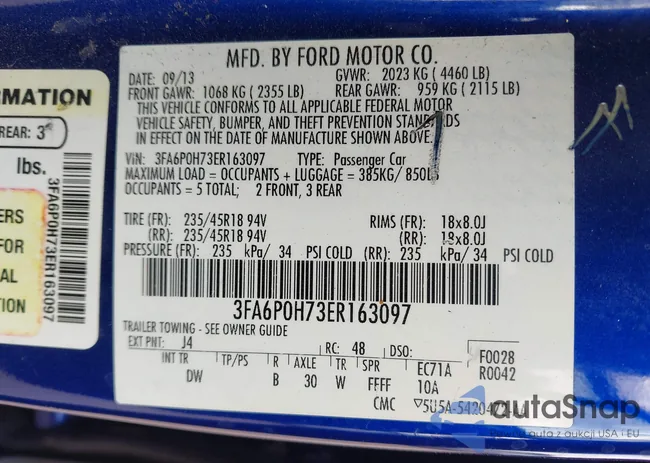 MFD. BY FORD MOTOR CO.
DATE: 09/13 GVWR: 2023 KG ( 4460 LB)
FRONT GAWR: 1068 KG ( 2355 LB) REAR GAWR: 959 KG ( 2115 LB)
THIS VEHICLE CONFORMS TO ALL APPLICABLE FEDERAL MOTOR
VEHICLE SAFETY, BUMPER, AND THEFT PREVENTION STANDARDS
IN EFFECT ON THE DATE OF MANUFACTURE SHOWN ABOVE.
VIN: 3FA6P0H73ER163097 TYPE: Passenger Car
MAXIMUM LOAD = OCCUPANTS + LUGGAGE = 385KG/ 850LB
OCCUPANTS = 5 TOTAL; 2 FRONT, 3 REAR
TIRE (FR): 235/45R18 94V RIMS (FR): 18x8.0J
(RR): 235/45R18 94V (RR): 18x8.0J
PRESSURE (FR): 235 kPa/ 34 PSI COLD (RR): 235 kPa/ 34 PSI COLD
3FA6P0H73ER163097
TRAILER TOWING - SEE OWNER GUIDE
EXT PNT: J4 RC: 48 DSO: F0028
INT TR TP/PS R AXLE TR SPR EC71A R0042
DW B 30 W FFFF 10A
CMC
RMATION
REAR: 3
lbs.
3FA6P0H73ER163097
ERS
FOR
AL
TION
autoSnap
auta z aukcji USA i EU